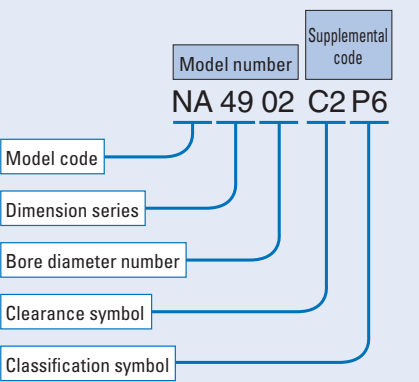 Supplemental
code
Model number
NA 49 02 C2 P6
Model code
Dimension series
Bore diameter number
Clearance symbol
Classification symbol